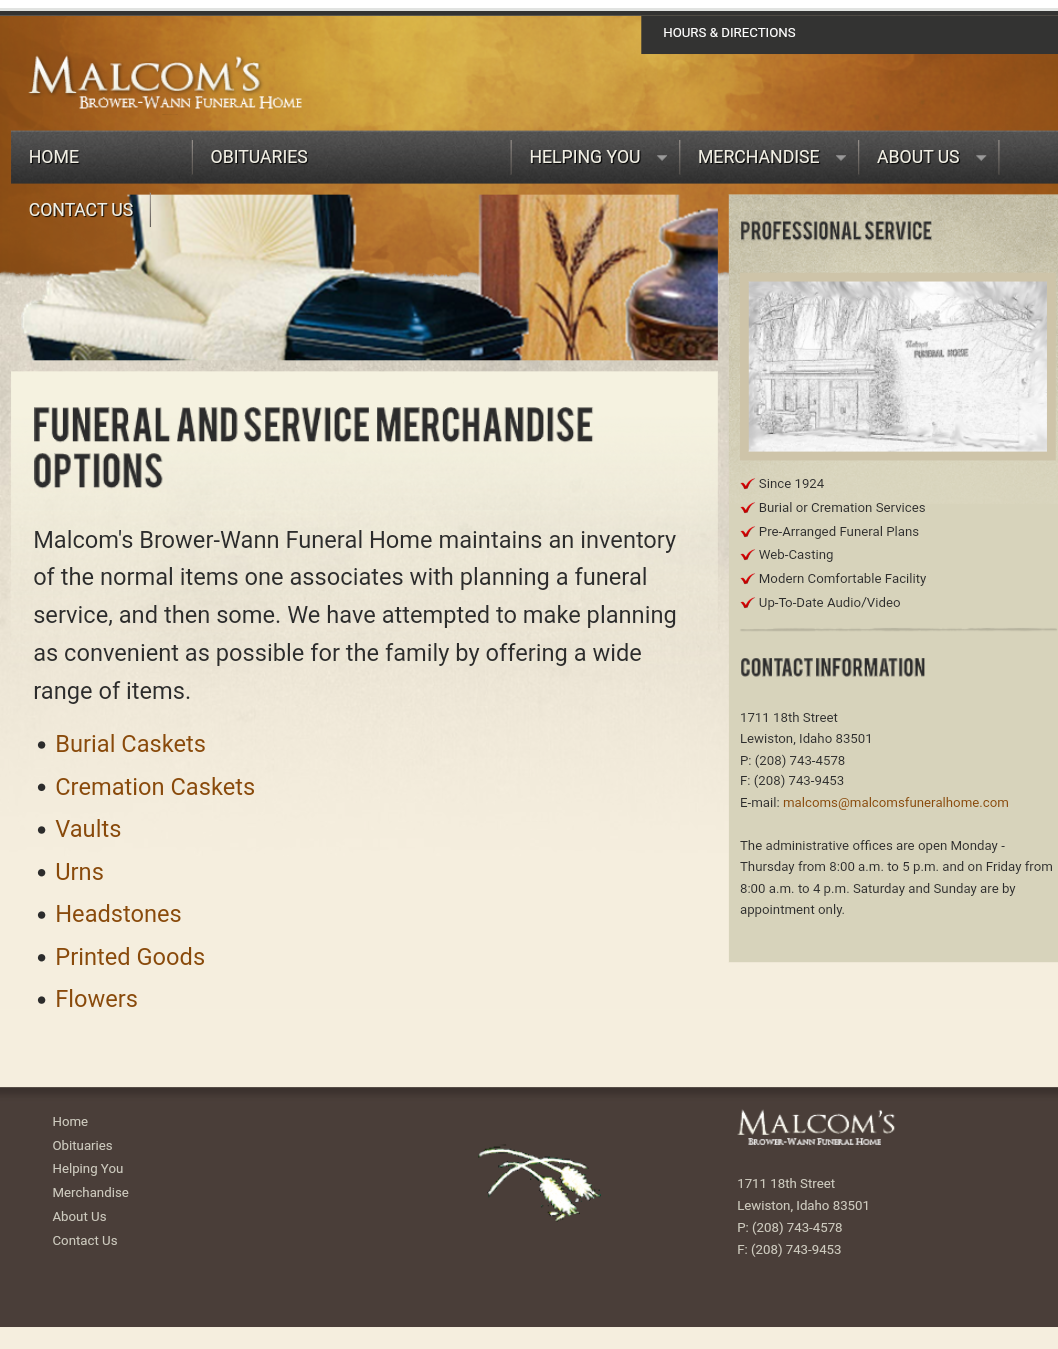 HOURS & DIRECTIONS
MALCOM'S
BROWER-WANN FUNERAL HOME
HOME
OBITUARIES
HELPING YOU
MERCHANDISE
ABOUT US
CONTACT US
FUNERAL AND SERVICE MERCHANDISE
OPTIONS
Malcom's Brower-Wann Funeral Home maintains an inventory
of the normal items one associates with planning a funeral
service, and then some. We have attempted to make planning
as convenient as possible for the family by offering a wide
range of items.
Burial Caskets
Cremation Caskets
Vaults
Urns
Headstones
Printed Goods
Flowers
PROFESSIONAL SERVICE
FUNERAL HOME
Since 1924
Burial or Cremation Services
Pre-Arranged Funeral Plans
Web-Casting
Modern Comfortable Facility
Up-To-Date Audio/Video
CONTACT INFORMATION
1711 18th Street
Lewiston, Idaho 83501
P: (208) 743-4578
F: (208) 743-9453
E-mail: malcoms@malcomsfuneralhome.com
The administrative offices are open Monday -
Thursday from 8:00 a.m. to 5 p.m. and on Friday from
8:00 a.m. to 4 p.m. Saturday and Sunday are by
appointment only.
Home
Obituaries
Helping You
Merchandise
About Us
Contact Us
MALCOM'S
BROWER-WANN FUNERAL HOME
1711 18th Street
Lewiston, Idaho 83501
P: (208) 743-4578
F: (208) 743-9453